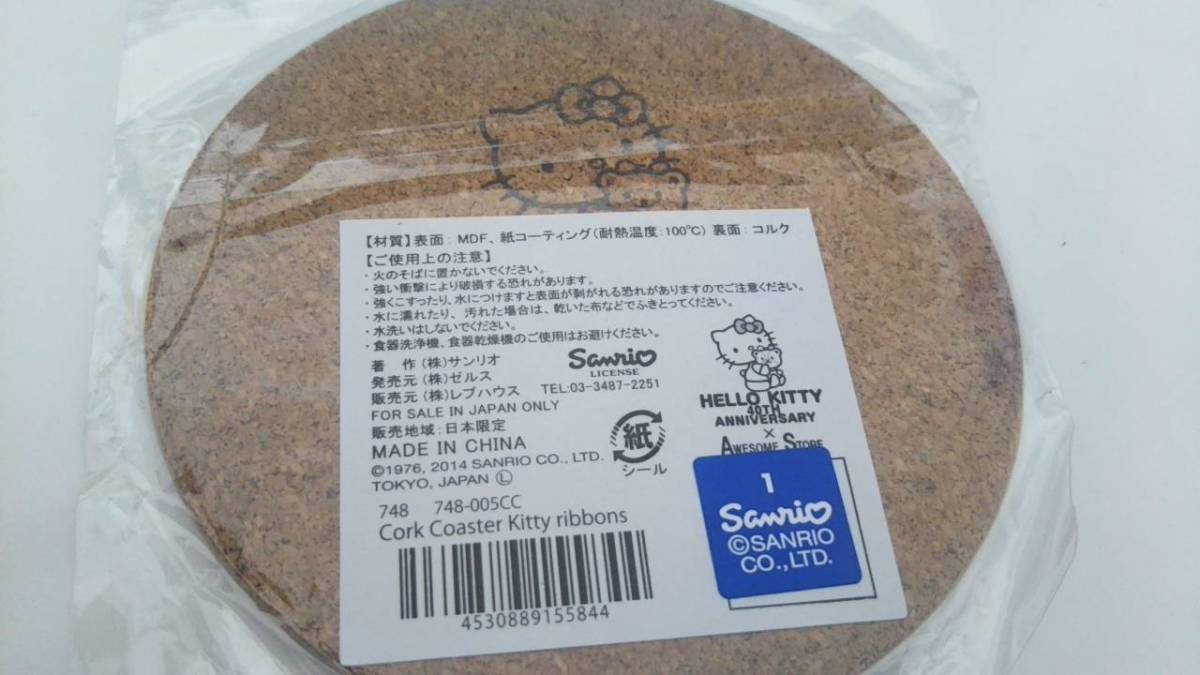 【材質】表面：MDF、紙コーティング(耐熱温度:100℃) 裏面：コルク
【ご使用上の注意】
・火のそばに置かないでください。
・強い衝撃により破損する恐れがあります。
・強くこすったり、水につけますと表面が剥がれる恐れがありますのでご注意ください。
・水に濡れたり、汚れた場合は、乾いた布などでふきとってください。
・水洗いはしないでください。
・食器洗浄機、食器乾燥機のご使用はお避けください。
著　作 (株)サンリオ
発売元 (株)ゼルス
販売元 (株)レプハウス
Sanrio
LICENSE
TEL:03-3487-2251
FOR SALE IN JAPAN ONLY
販売地域：日本限定
MADE IN CHINA
©1976, 2014 SANRIO CO., LTD.
TOKYO, JAPAN Ⓛ
紙
シール
HELLO KITTY
40TH
ANNIVERSARY
×
AWESOME STORE
748 748-005CC
Cork Coaster Kitty ribbons
4530889155844
1
Sanrio
©SANRIO
CO.,LTD.